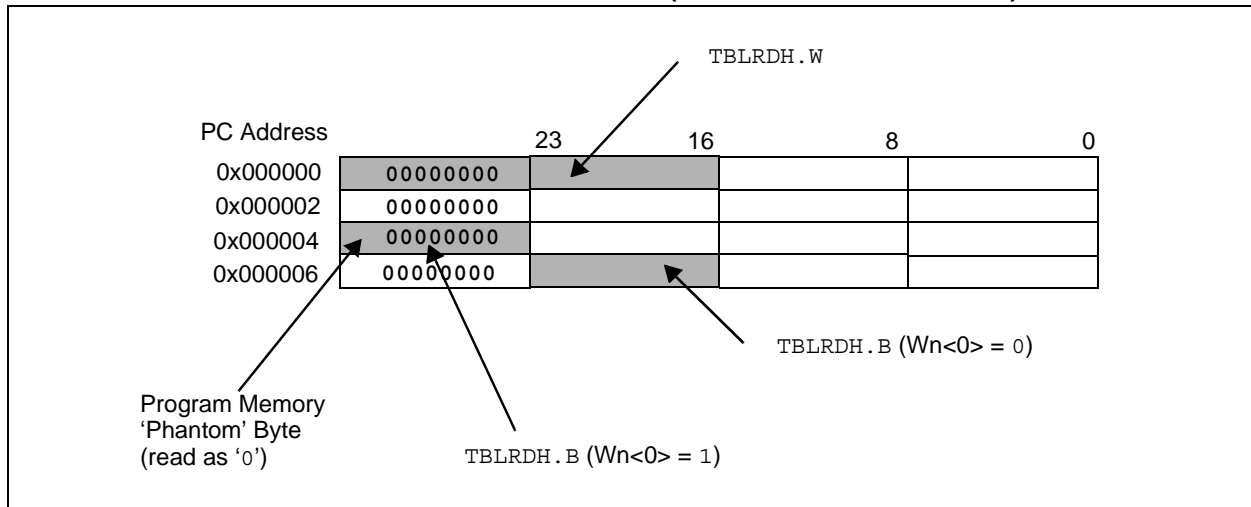 TBLRDH.W
PC Address
23 16 8 0
0x000000 00000000
0x000002 00000000
0x000004 00000000
0x000006 00000000
TBLRDH.B (Wn<0> = 0)
Program Memory
'Phantom' Byte
(read as '0')
TBLRDH.B (Wn<0> = 1)